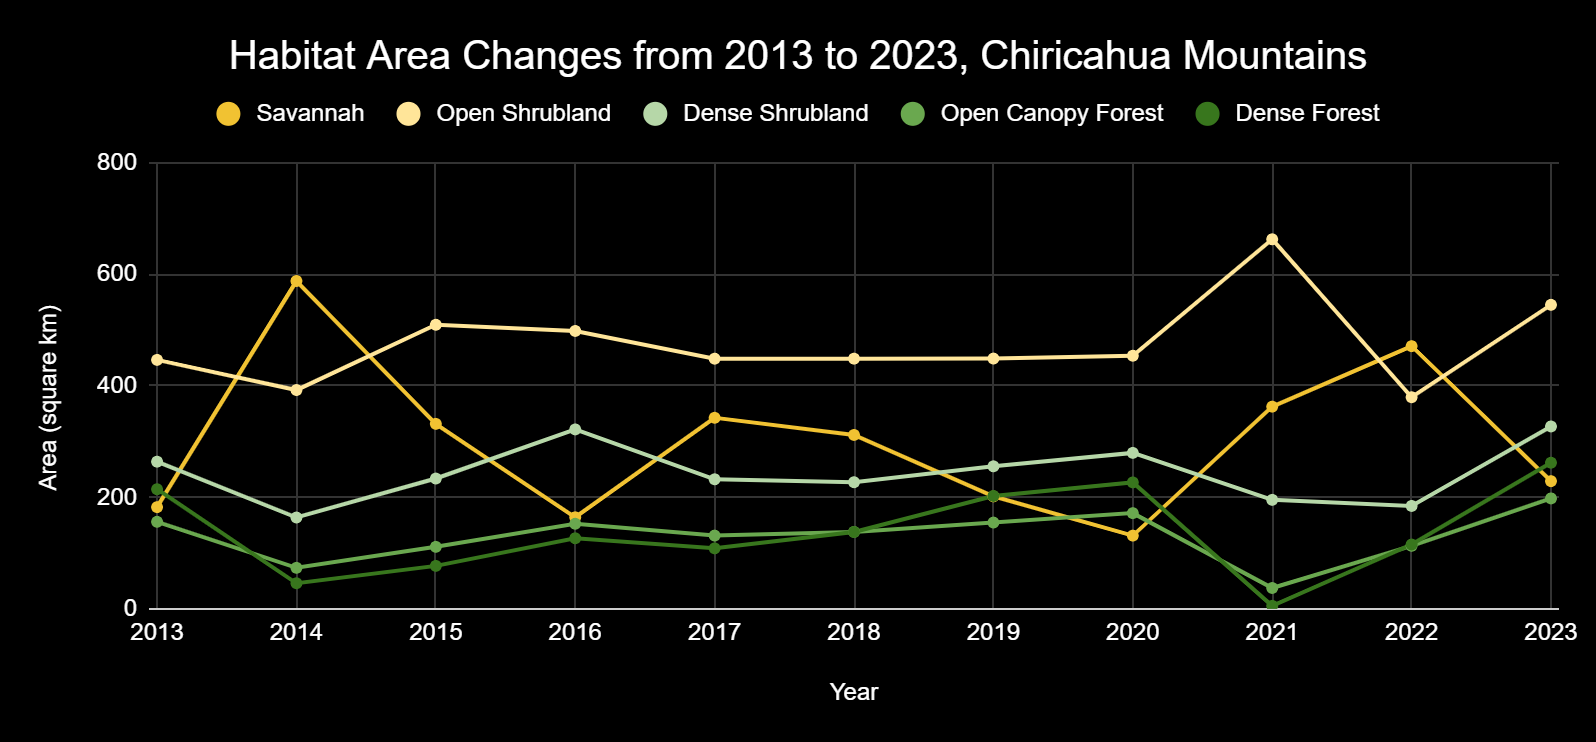 Habitat Area Changes from 2013 to 2023, Chiricahua Mountains
Savannah Open Shrubland Dense Shrubland Open Canopy Forest Dense Forest
Area (square km)
800
600
400
200
0
2013 2014 2015 2016 2017 2018 2019 2020 2021 2022 2023
Year